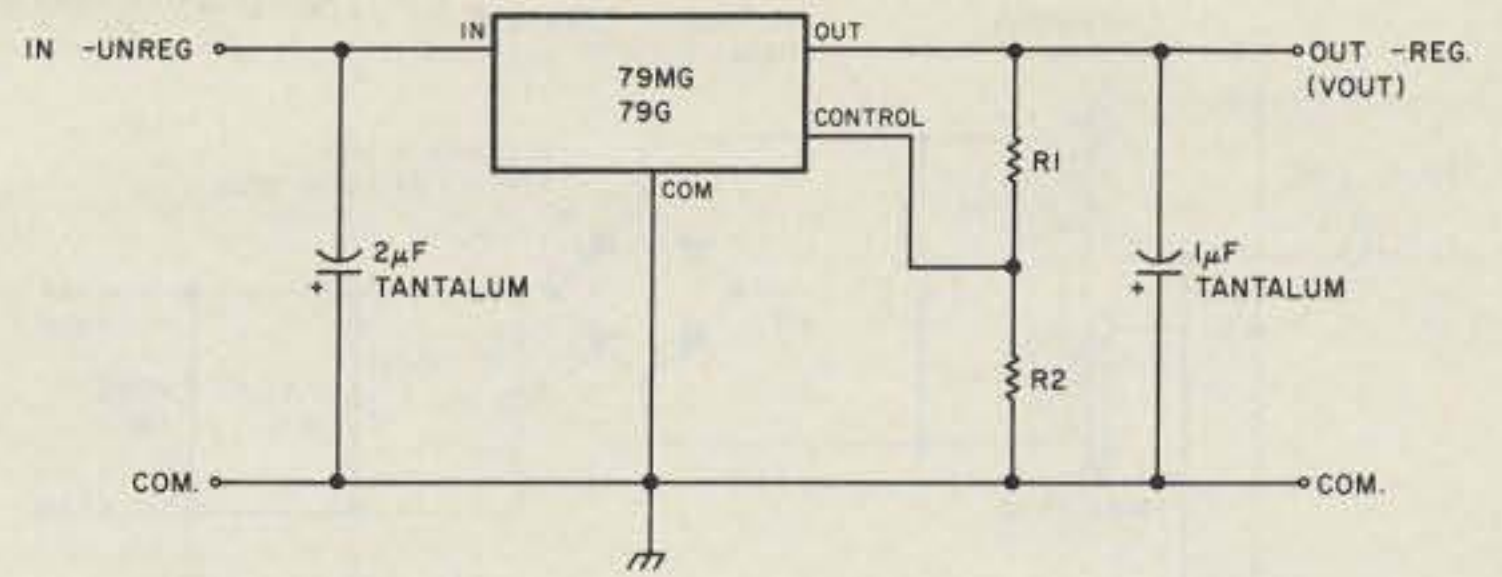 IN -UNREG
IN
79MG
79G
OUT
CONTROL
COM
OUT -REG.
(VOUT)
R1
2µF
+ TANTALUM
1µF
+ TANTALUM
R2
COM.
COM.